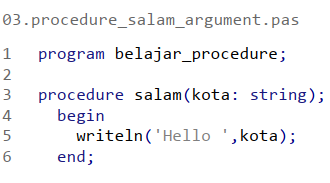 03.procedure_salam_argument.pas
1 program belajar_procedure;
2
3 procedure salam(kota: string);
4 begin
5 writeln('Hello ',kota);
6 end;